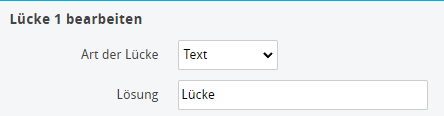 Lücke 1 bearbeiten
Art der Lücke Text
Lösung Lücke